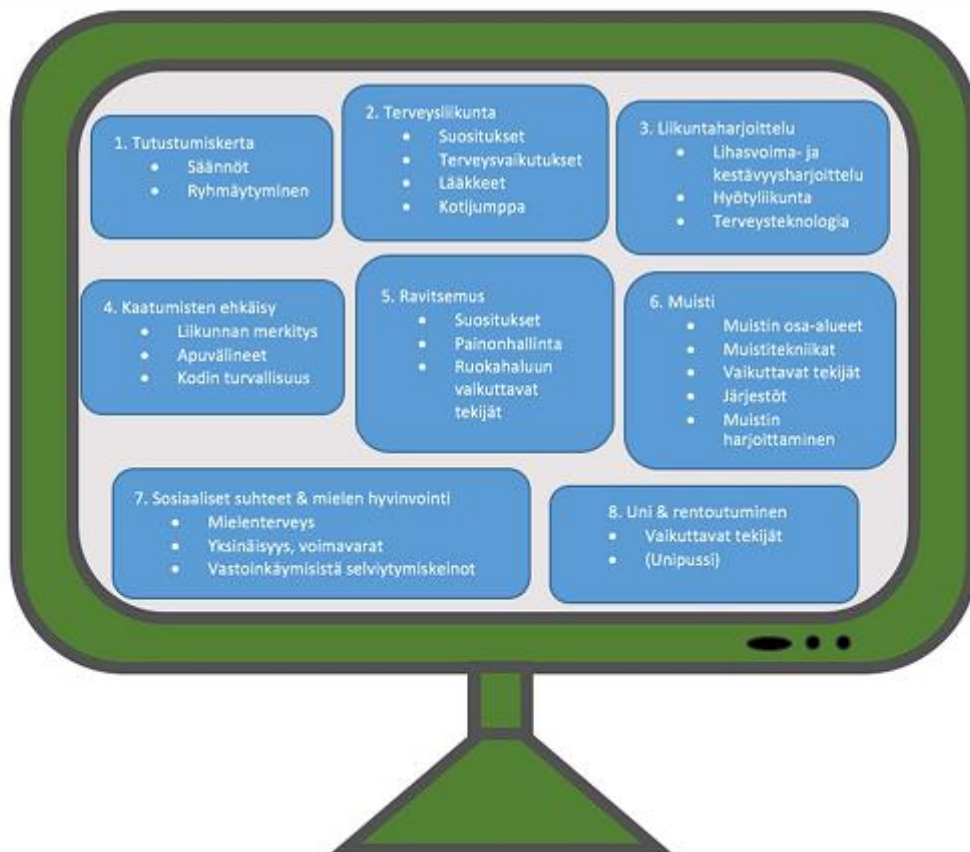 1. Tutustumiskerta
• Säännöt
• Ryhmäytyminen
2. Terveysliikunta
• Suositukset
• Terveysvaikutukset
• Lääkkeet
• Kotijumppa
3. Liikuntaharjoittelu
• Lihasvoima- ja
kestävyysharjoittelu
• Hyötyliikunta
• Terveysteknologia
4. Kaatumisten ehkäisy
• Liikunnan merkitys
• Apuvälineet
• Kodin turvallisuus
5. Ravitsemus
• Suositukset
• Painonhallinta
• Ruokahaluun
vaikuttavat
tekijät
6. Muisti
• Muistin osa-alueet
• Muistitekniikat
• Vaikuttavat tekijät
• Järjestöt
• Muistin
harjoittaminen
7. Sosiaaliset suhteet & mielen hyvinvointi
• Mielenterveys
• Yksinäisyys, voimavarat
• Vastoinkäymisistä selviytymiskeinot
8. Uni & rentoutuminen
• Vaikuttavat tekijät
• (Unipussi)